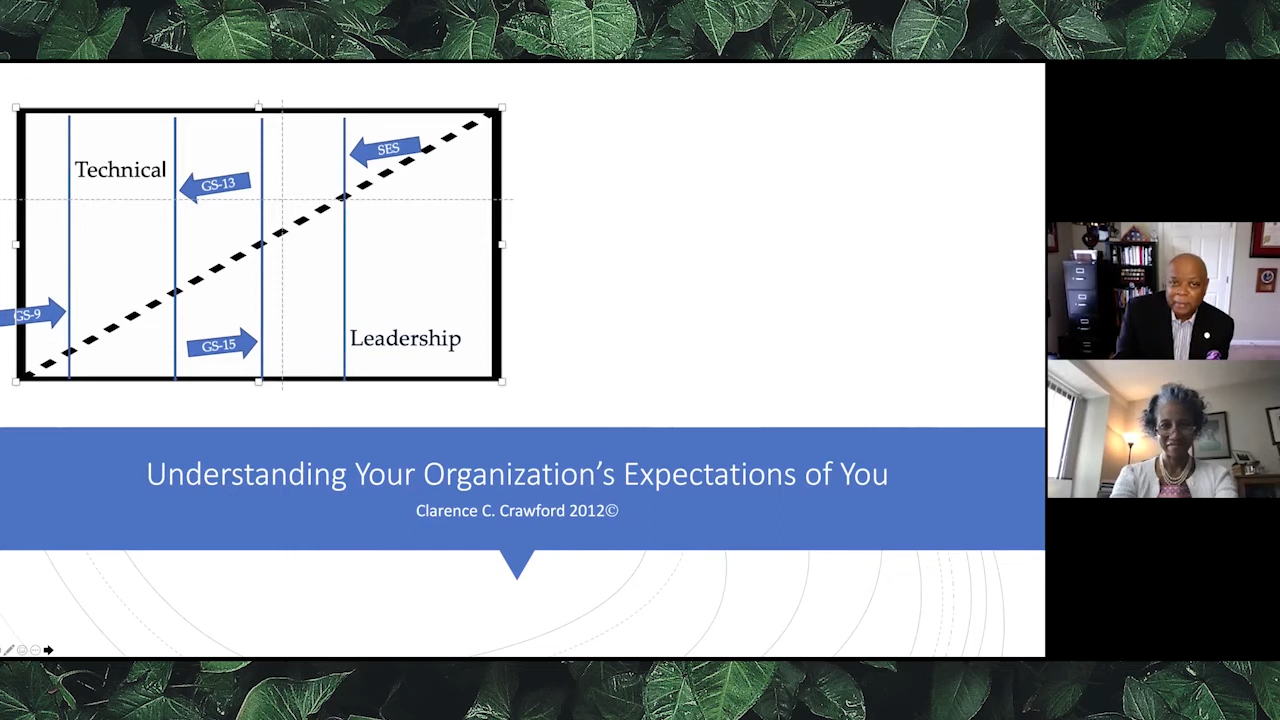 SES
Technical
GS-13
GS-9
GS-15
Leadership
Understanding Your Organization’s Expectations of You
Clarence C. Crawford 2012©